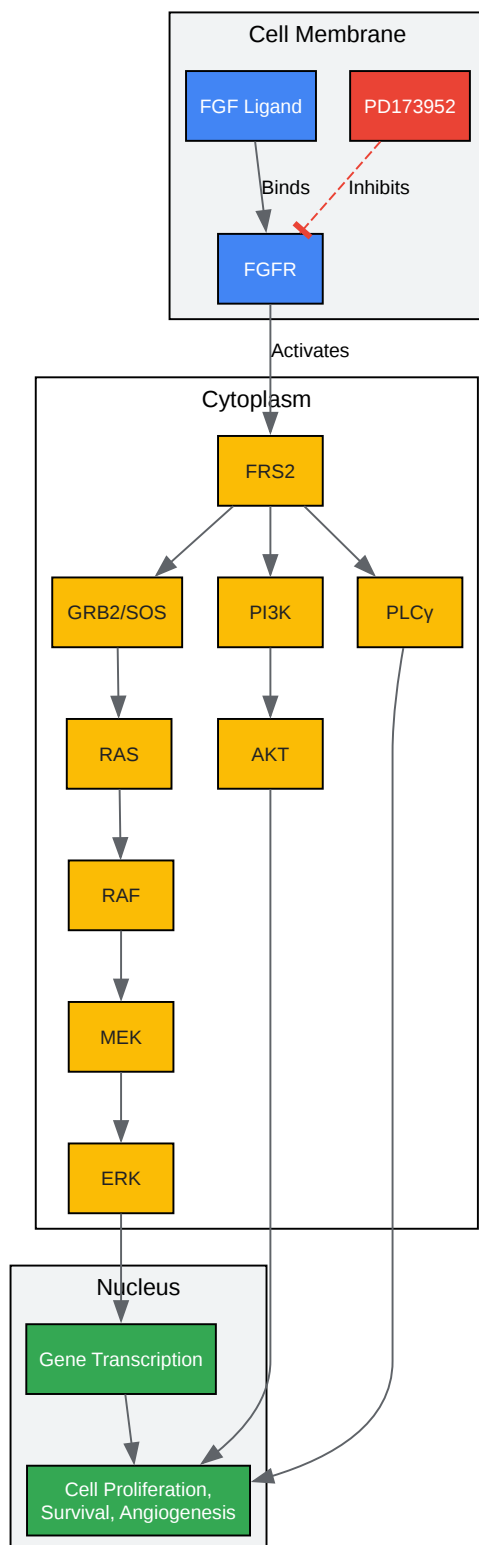 Cell Membrane
FGF Ligand
PD173952
Binds
Inhibits
FGFR
Activates
Cytoplasm
FRS2
GRB2/SOS
PI3K
PLCγ
RAS
AKT
RAF
MEK
ERK
Nucleus
Gene Transcription
Cell Proliferation,
Survival, Angiogenesis